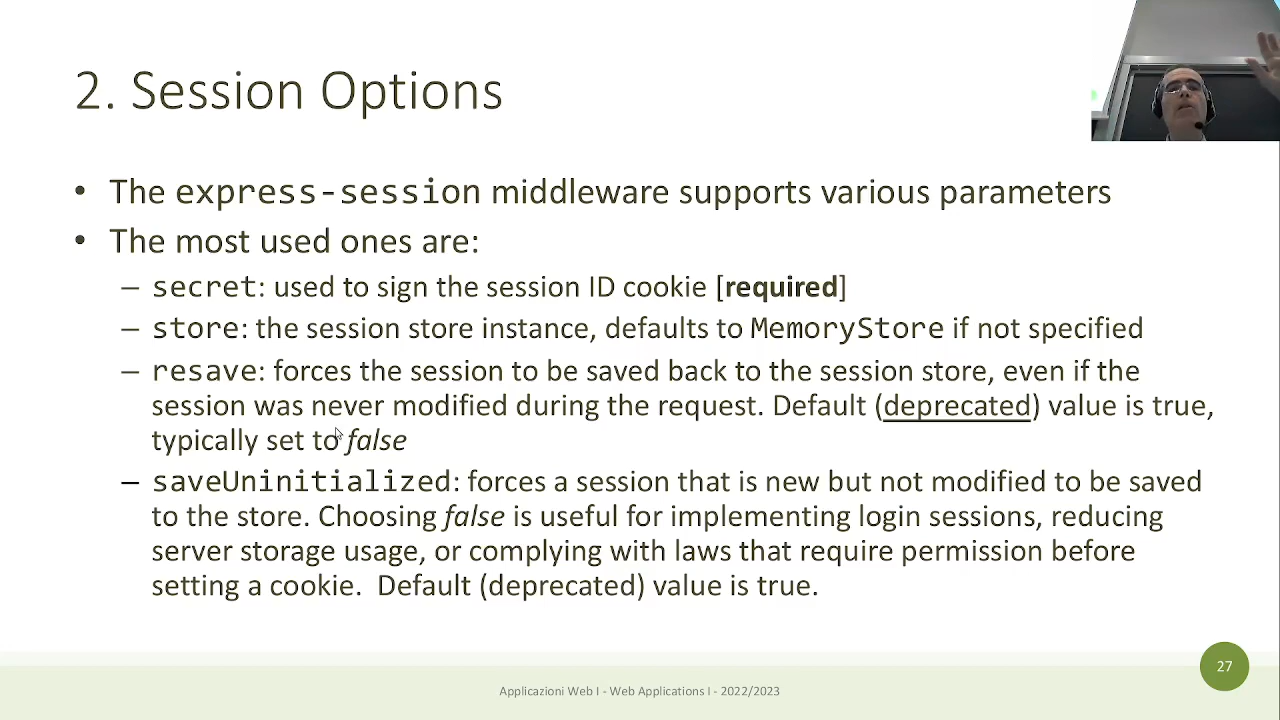 2. Session Options
• The express-session middleware supports various parameters
• The most used ones are:
– secret: used to sign the session ID cookie [required]
– store: the session store instance, defaults to MemoryStore if not specified
– resave: forces the session to be saved back to the session store, even if the
session was never modified during the request. Default (deprecated) value is true,
typically set to false
– saveUninitialized: forces a session that is new but not modified to be saved
to the store. Choosing false is useful for implementing login sessions, reducing
server storage usage, or complying with laws that require permission before
setting a cookie.  Default (deprecated) value is true.
27
Applicazioni Web I - Web Applications I - 2022/2023